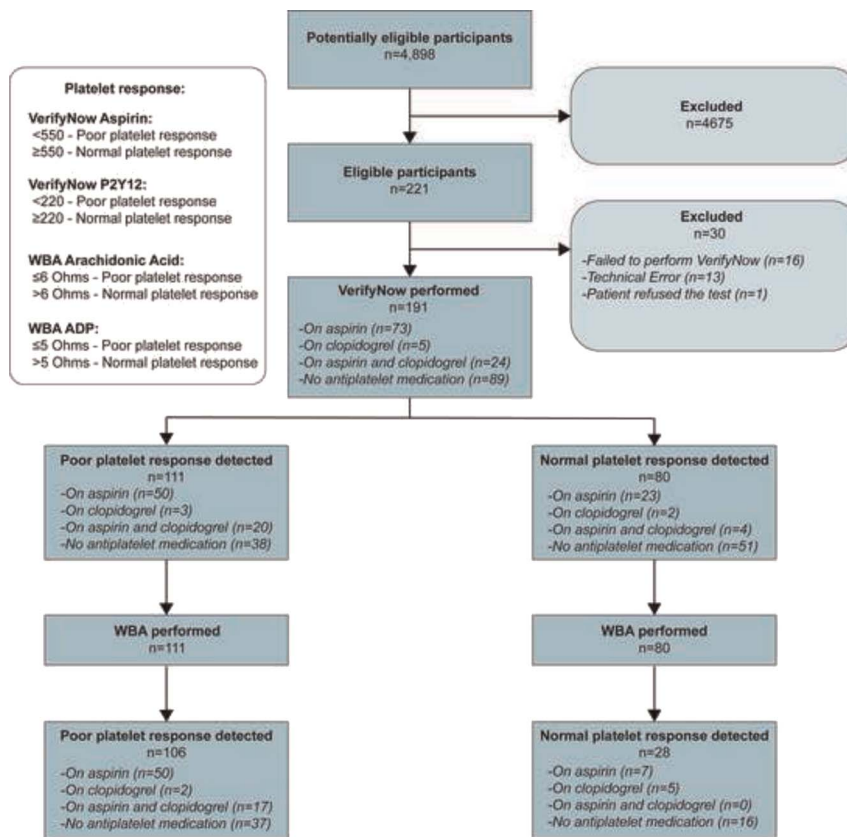 Potentially eligible participants
n=4,898
Platelet response:
VerifyNow Aspirin:
<550 - Poor platelet response
≥550 - Normal platelet response
VerifyNow P2Y12:
<220 - Poor platelet response
≥220 - Normal platelet response
WBA Arachidonic Acid:
≤6 Ohms - Poor platelet response
>6 Ohms - Normal platelet response
WBA ADP:
≤5 Ohms - Poor platelet response
>5 Ohms - Normal platelet response
Excluded
n=4675
Eligible participants
n=221
Excluded
n=30
-Failed to perform VerifyNow (n=16)
-Technical Error (n=13)
-Patient refused the test (n=1)
VerifyNow performed
n=191
-On aspirin (n=73)
-On clopidogrel (n=5)
-On aspirin and clopidogrel (n=24)
-No antiplatelet medication (n=89)
Poor platelet response detected
n=111
-On aspirin (n=50)
-On clopidogrel (n=3)
-On aspirin and clopidogrel (n=20)
-No antiplatelet medication (n=38)
Normal platelet response detected
n=80
-On aspirin (n=23)
-On clopidogrel (n=2)
-On aspirin and clopidogrel (n=4)
-No antiplatelet medication (n=51)
WBA performed
n=111
WBA performed
n=80
Poor platelet response detected
n=106
-On aspirin (n=50)
-On clopidogrel (n=2)
-On aspirin and clopidogrel (n=17)
-No antiplatelet medication (n=37)
Normal platelet response detected
n=28
-On aspirin (n=7)
-On clopidogrel (n=5)
-On aspirin and clopidogrel (n=0)
-No antiplatelet medication (n=16)